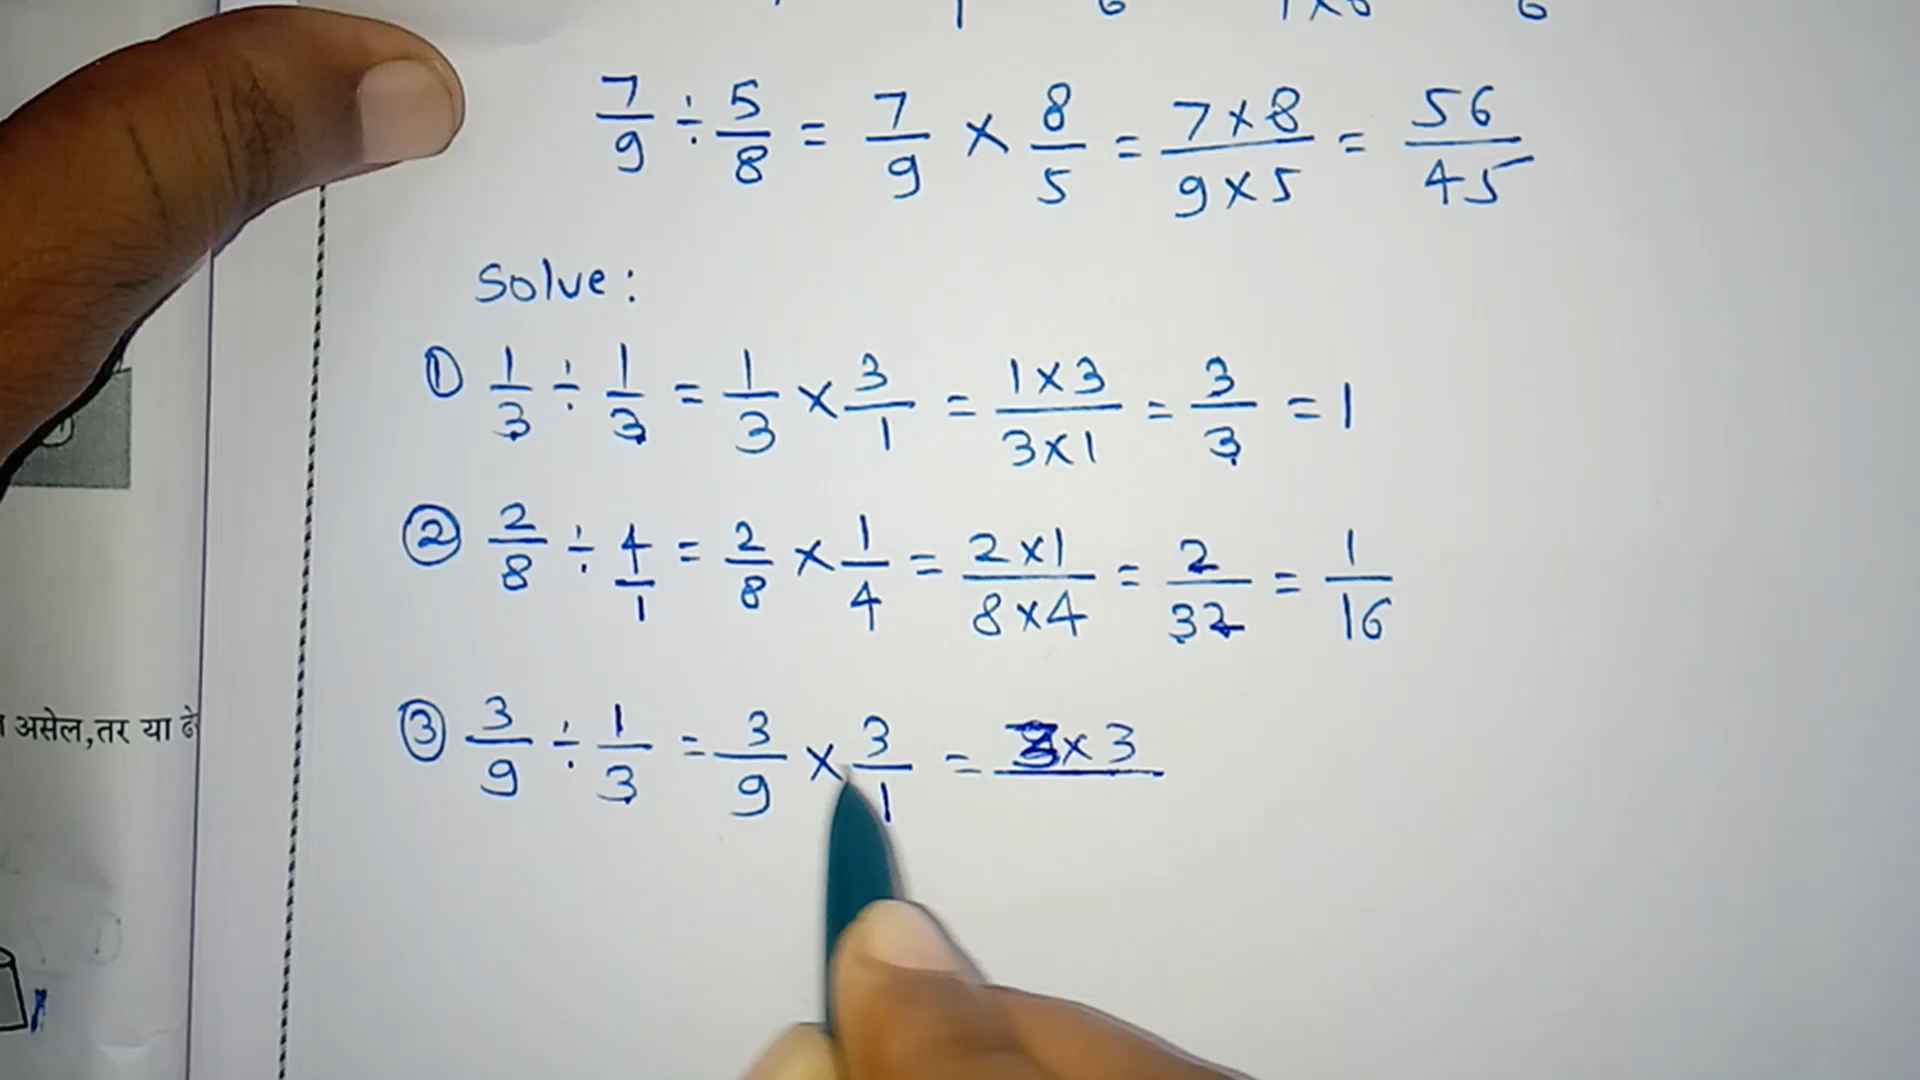 7/9 ÷ 5/8 = 7/9 × 8/5 = 7×8/9×5 = 56/45
Solve:
① 1/3 ÷ 1/3 = 1/3 × 3/1 = 1×3/3×1 = 3/3 = 1
② 2/8 ÷ 4/1 = 2/8 × 1/4 = 2×1/8×4 = 2/32 = 1/16
③ 3/9 ÷ 1/3 = 3/9 × 3/1 = 3×3
असेल,तर या